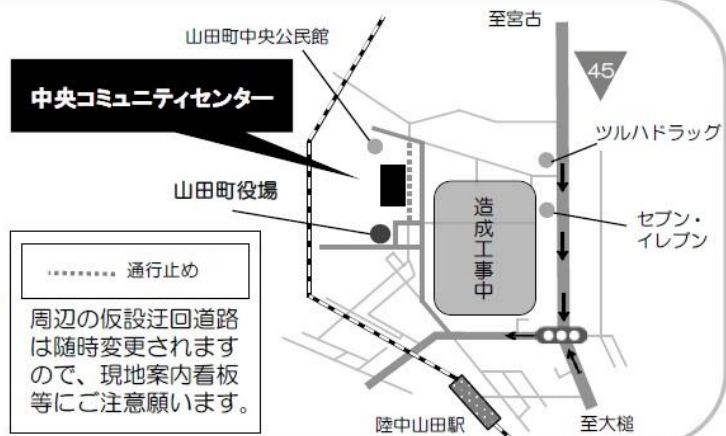 至宮古
山田町中央公民館
45
中央コミュニティセンター
ツルハドラッグ
山田町役場
造成工事中
セブン・
イレブン
通行止め
周辺の仮設迂回道路
は随時変更されます
ので、現地案内看板
等にご注意願います。
陸中山田駅
至大槌